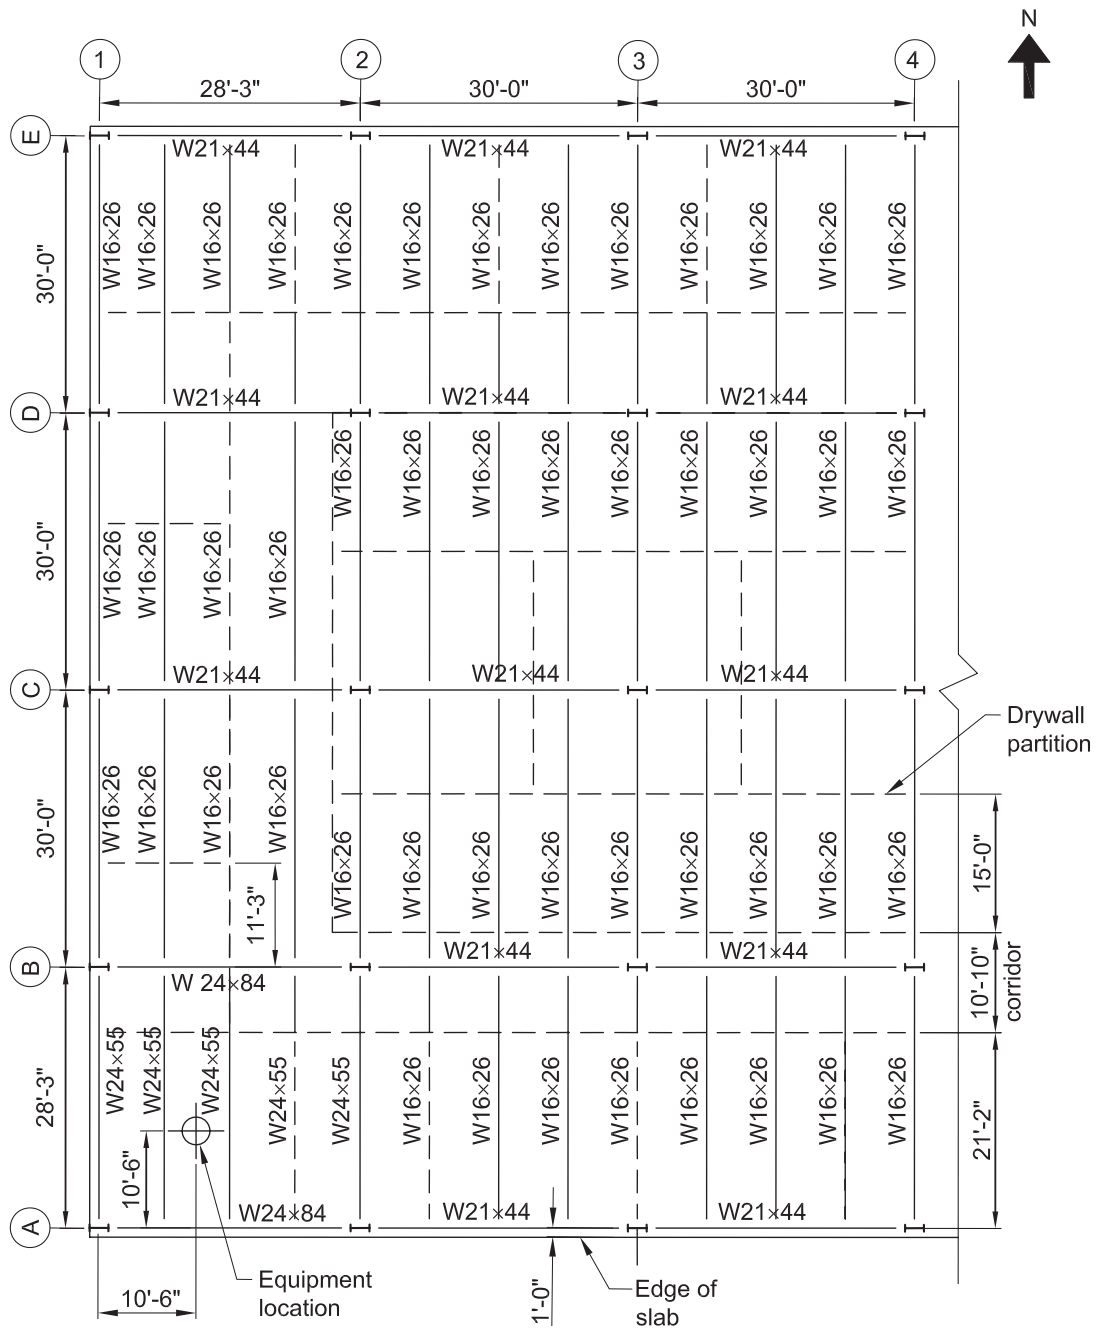 N
1 2 3 4
28'-3" 30'-0" 30'-0"
E
W21×44 W21×44 W21×44
W16×26 W16×26 W16×26 W16×26 W16×26 W16×26 W16×26 W16×26 W16×26 W16×26 W16×26 W16×26 W16×26
30'-0"
W21×44 W21×44 W21×44
D
W16×26 W16×26 W16×26 W16×26 W16×26 W16×26 W16×26 W16×26 W16×26
30'-0"
W16×26 W16×26 W16×26 W16×26
W21×44 W21×44 W21×44
C
Drywall
partition
W16×26 W16×26 W16×26 W16×26
30'-0"
W16×26 W16×26 W16×26 W16×26 W16×26 W16×26 W16×26 W16×26 W16×26
15'-0"
11'-3"
W21×44 W21×44
B
W 24×84
10'-10"
corridor
W24×55 W24×55 W24×55 W24×55 W24×55 W16×26 W16×26 W16×26 W16×26 W16×26 W16×26 W16×26 W16×26
28'-3"
21'-2"
10'-6"
W24×84 W21×44 W21×44
A
Equipment
location
10'-6"
1'-0"
Edge of
slab